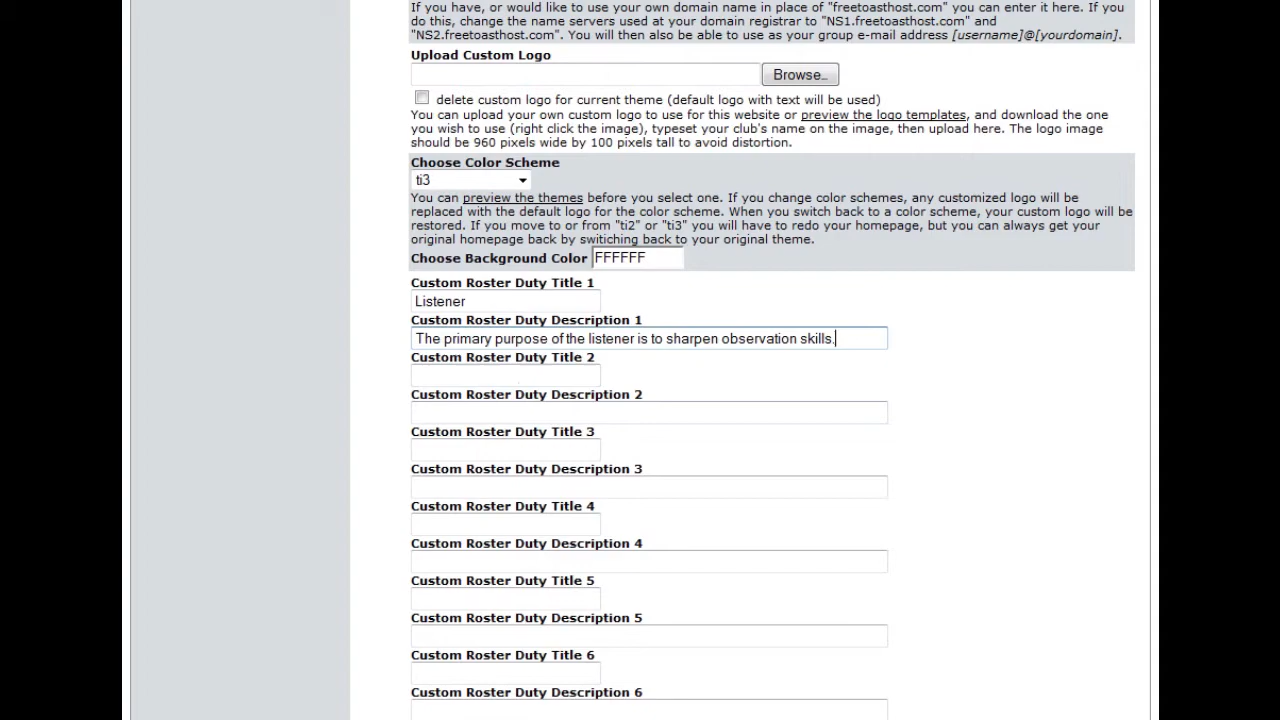 If you have, or would like to use your own domain name in place of "freetoasthost.com" you can enter it here. If you
do this, change the name servers used at your domain registrar to "NS1.freetoasthost.com" and
"NS2.freetoasthost.com". You will then also be able to use as your group e-mail address [username]@[yourdomain].
Upload Custom Logo
Browse...
delete custom logo for current theme (default logo with text will be used)
You can upload your own custom logo to use for this website or preview the logo templates, and download the one
you wish to use (right click the image), typeset your club's name on the image, then upload here. The logo image
should be 960 pixels wide by 100 pixels tall to avoid distortion.
Choose Color Scheme
ti3
You can preview the themes before you select one. If you change color schemes, any customized logo will be
replaced with the default logo for the color scheme. When you switch back to a color scheme, your custom logo will be
restored. If you move to or from "ti2" or "ti3" you will have to redo your homepage, but you can always get your
original homepage back by switching back to your original theme.
Choose Background Color FFFFFF
Custom Roster Duty Title 1
Listener
Custom Roster Duty Description 1
The primary purpose of the listener is to sharpen observation skills.
Custom Roster Duty Title 2
Custom Roster Duty Description 2
Custom Roster Duty Title 3
Custom Roster Duty Description 3
Custom Roster Duty Title 4
Custom Roster Duty Description 4
Custom Roster Duty Title 5
Custom Roster Duty Description 5
Custom Roster Duty Title 6
Custom Roster Duty Description 6